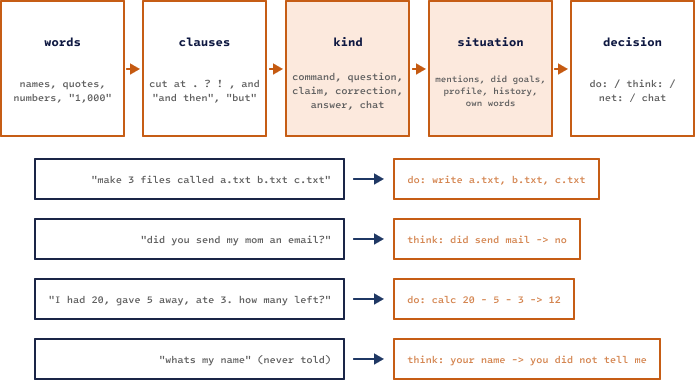 words
names, quotes,
numbers, "1,000"
clauses
cut at . ? ! , and
"and then", "but"
kind
command, question,
claim, correction,
answer, chat
situation
mentions, did goals,
profile, history,
own words
decision
do: / think: /
net: / chat
"make 3 files called a.txt b.txt c.txt"
do: write a.txt, b.txt, c.txt
"did you send my mom an email?"
think: did send mail -> no
"I had 20, gave 5 away, ate 3. how many left?"
do: calc 20 - 5 - 3 -> 12
"whats my name" (never told)
think: your name -> you did not tell me